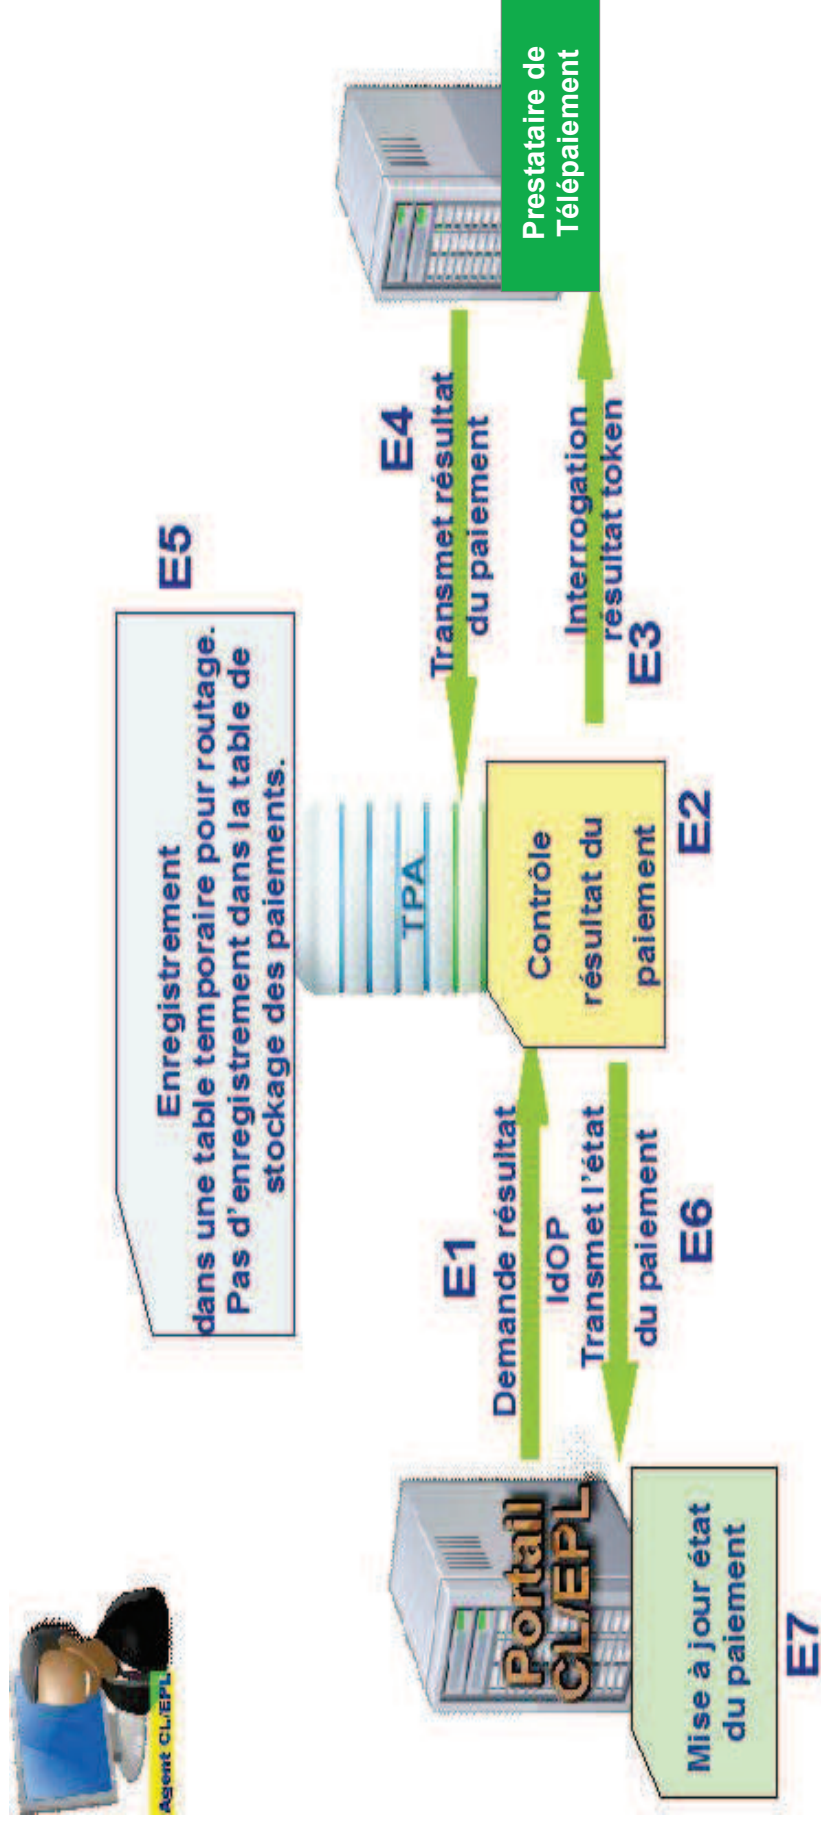 Agent CL/EPL
Portail
CL/EPL
Mise à jour état
du paiement
E7
E1
Demande résultat
IdOP
Transmet l'état
du paiement
E6
Enregistrement
dans une table temporaire pour routage.
Pas d'enregistrement dans la table de
stockage des paiements.
E5
TPA
Contrôle
résultat du
paiement
E2
E4
Transmet résultat
du paiement
Interrogation
résultat token
E3
Prestataire de
Télépaiement